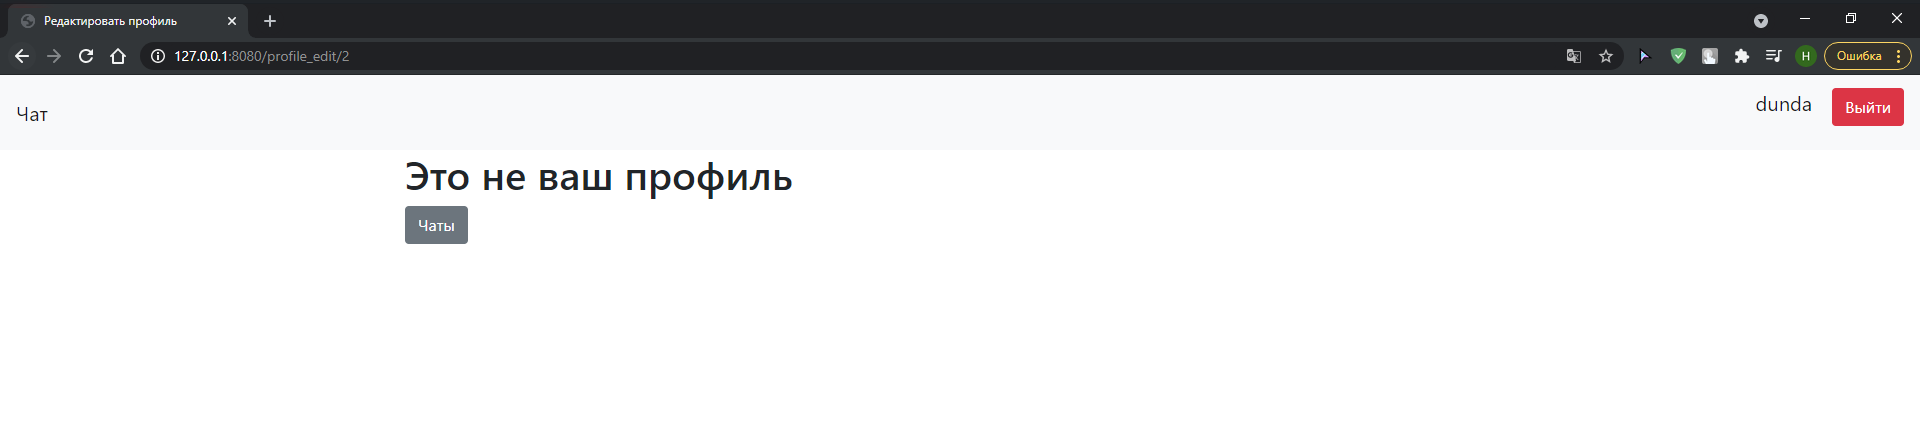 Редактировать профиль
127.0.0.1:8080/profile_edit/2
H
Ошибка
Чат
dunda
Выйти
Это не ваш профиль
Чаты